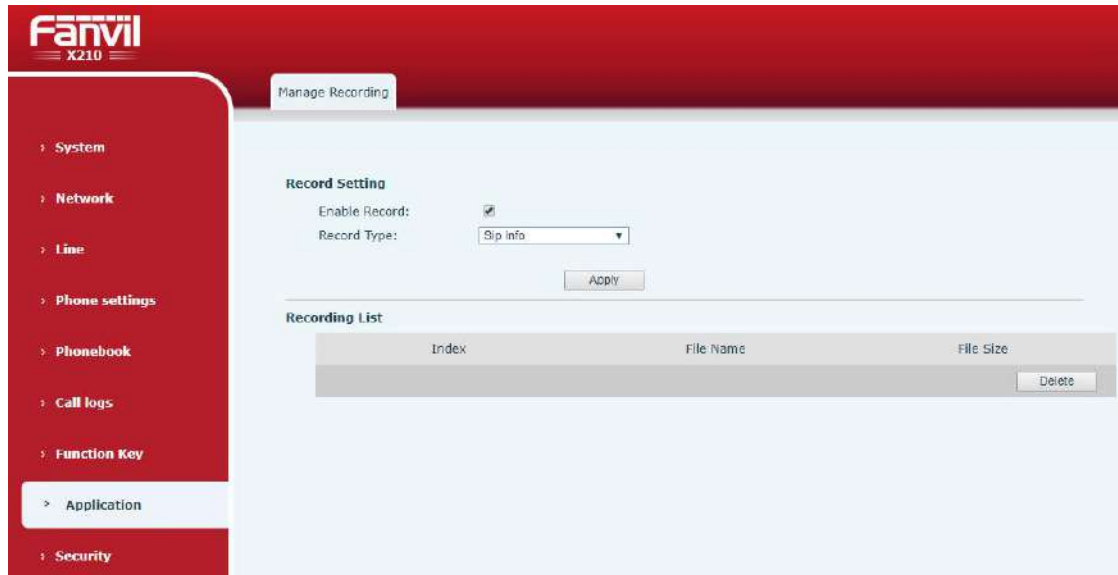 Fanvil
X210
Manage Recording
› System
› Network
› Line
› Phone settings
› Phonebook
› Call logs
› Function Key
> Application
› Security
Record Setting
Enable Record:
Record Type: Sip Info
Apply
Recording List
Index File Name File Size
Delete